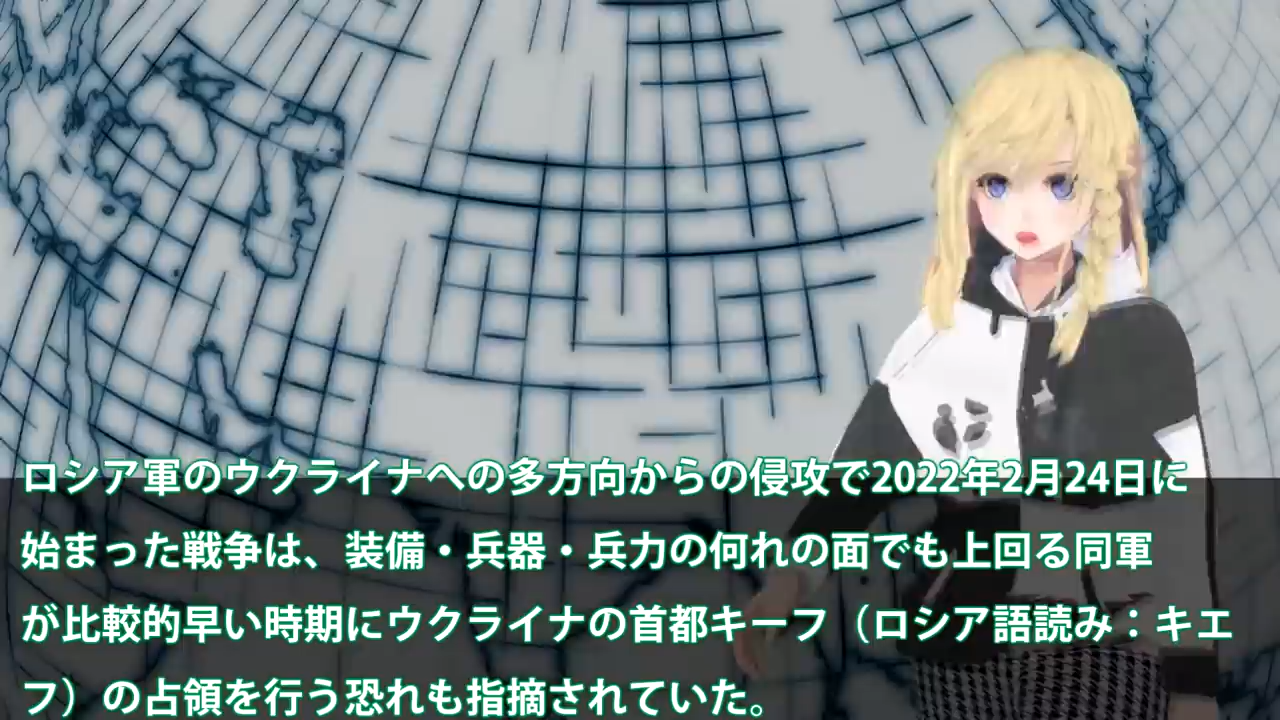 ロシア軍のウクライナへの多方向からの侵攻で2022年2月24日に
始まった戦争は、装備・兵器・兵力の何れの面でも上回る同軍
が比較的早い時期にウクライナの首都キーフ（ロシア語読み：キエ
フ）の占領を行う恐れも指摘されていた。